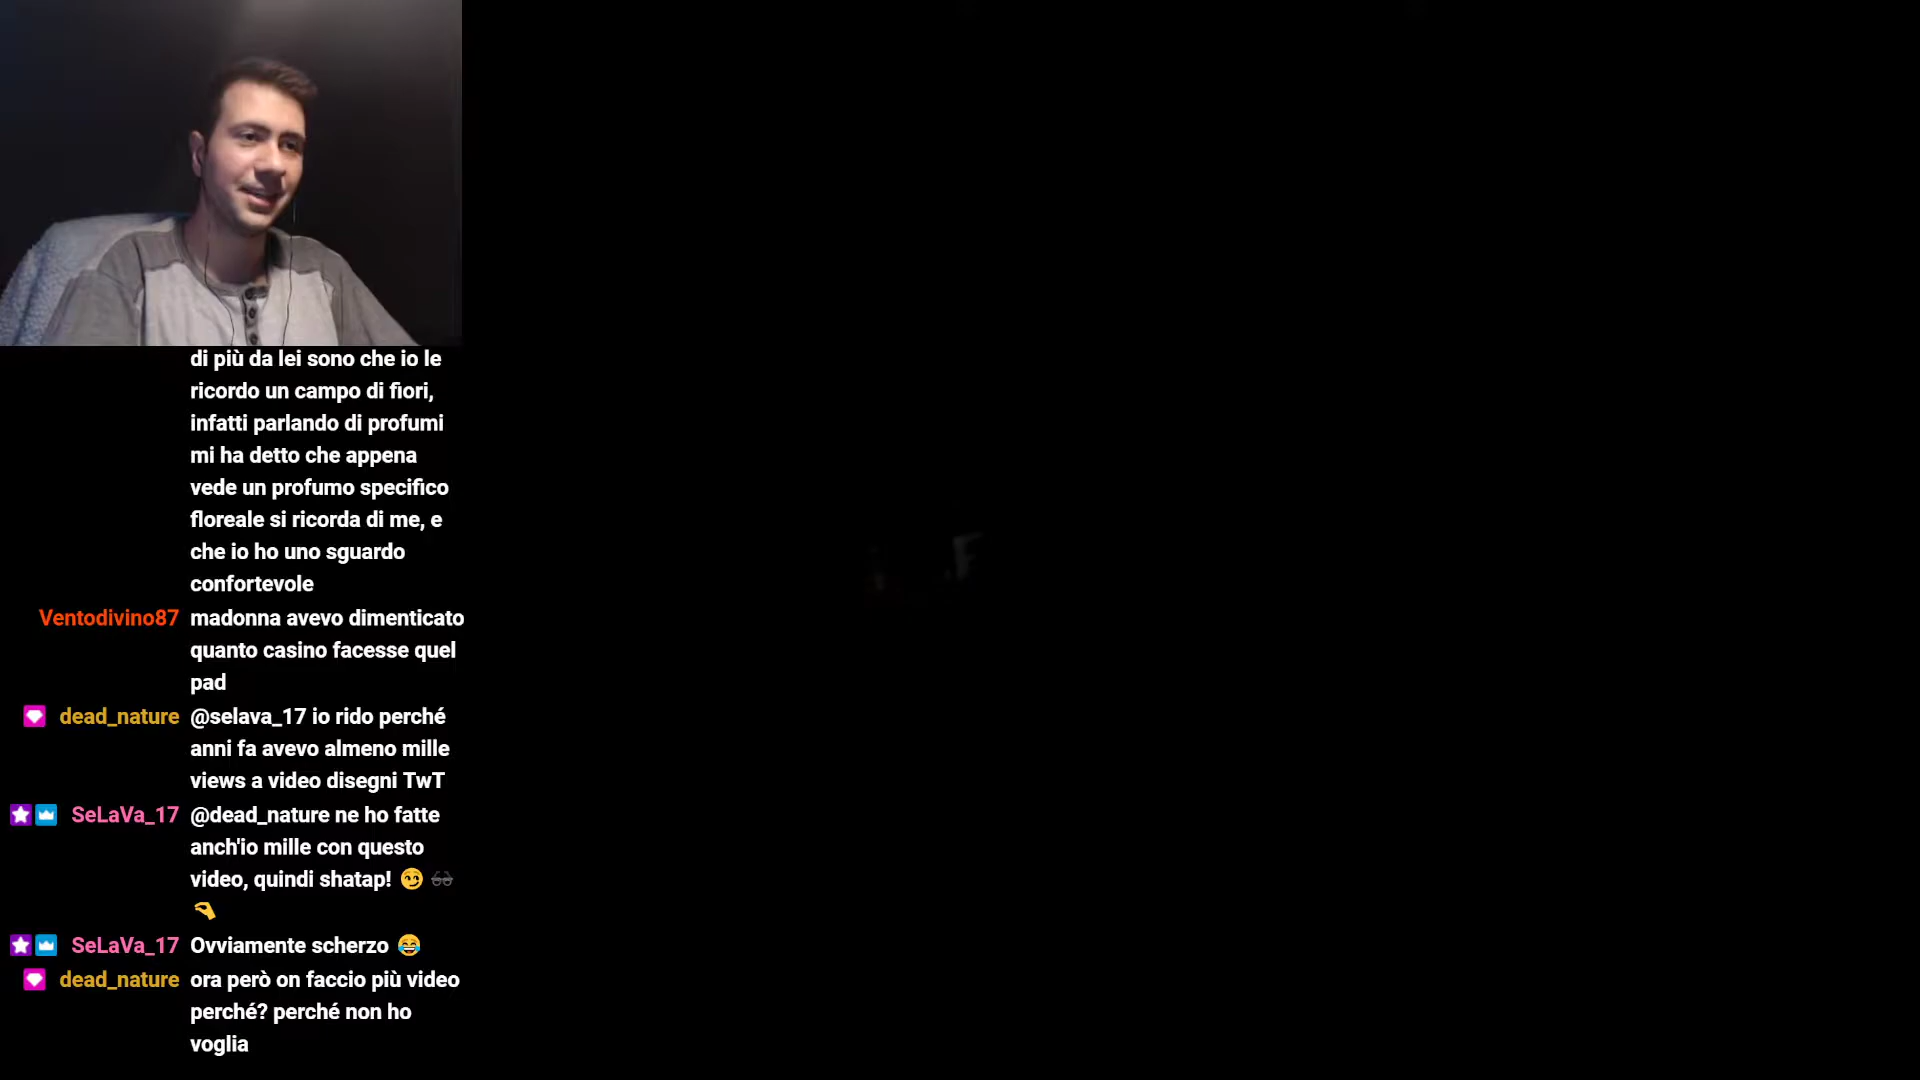 di più da lei sono che io le
ricordo un campo di fiori,
infatti parlando di profumi
mi ha detto che appena
vede un profumo specifico
floreale si ricorda di me, e
che io ho uno sguardo
confortevole
Ventodivino87 madonna avevo dimenticato
quanto casino facesse quel
pad
dead_nature @selava_17 io rido perché
anni fa avevo almeno mille
views a video disegni TwT
SeLaVa_17 @dead_nature ne ho fatte
anch'io mille con questo
video, quindi shatap! 😏 👓
🤏
SeLaVa_17 Ovviamente scherzo 😂
dead_nature ora però on faccio più video
perché? perché non ho
voglia